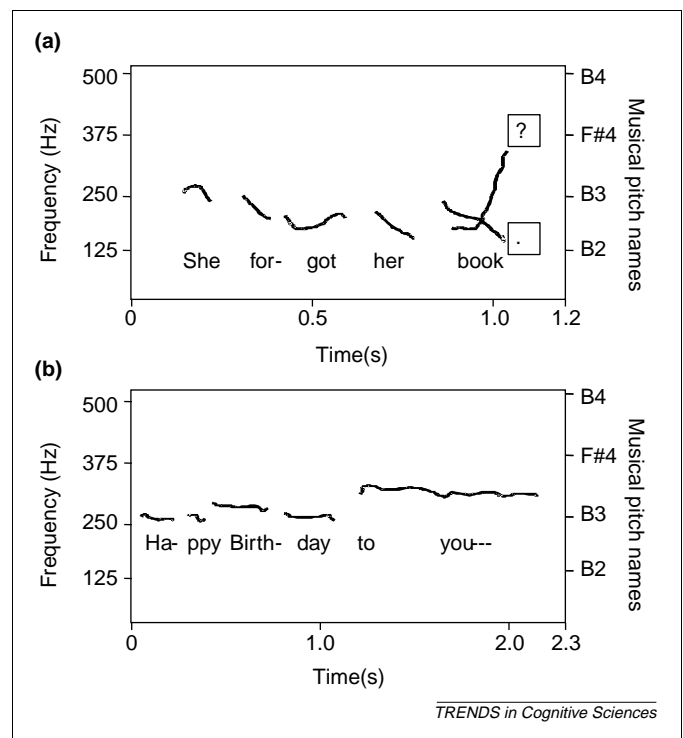 (a)
500
375
250
125
Frequency (Hz)
B4
F#4
B3
B2
Musical pitch names
?
.
She for- got her book
0 0.5 1.0 1.2
Time(s)
(b)
500
375
250
125
Frequency (Hz)
B4
F#4
B3
B2
Musical pitch names
Ha- ppy Birth- day to you---
0 1.0 2.0 2.3
Time(s)
TRENDS in Cognitive Sciences